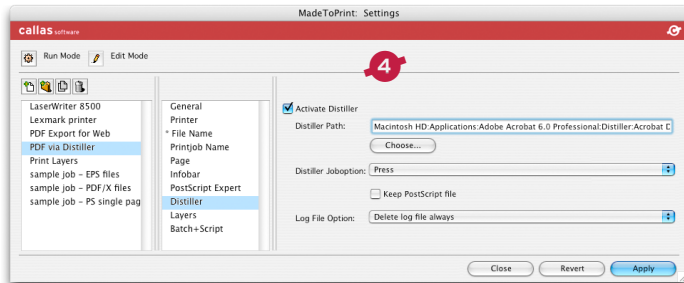 MadeToPrint: Settings
callas software
Run Mode
Edit Mode
4
LaserWriter 8500
Lexmark printer
PDF Export for Web
PDF via Distiller
Print Layers
sample job – EPS files
sample job – PDF/X files
sample job – PS single pag
General
Printer
* File Name
Printjob Name
Page
Infobar
PostScript Expert
Distiller
Layers
Batch+Script
Activate Distiller
Distiller Path: Macintosh HD:Applications:Adobe Acrobat 6.0 Professional:Distiller:Acrobat D
Choose...
Distiller Joboption: Press
Keep PostScript file
Log File Option: Delete log file always
Close
Revert
Apply